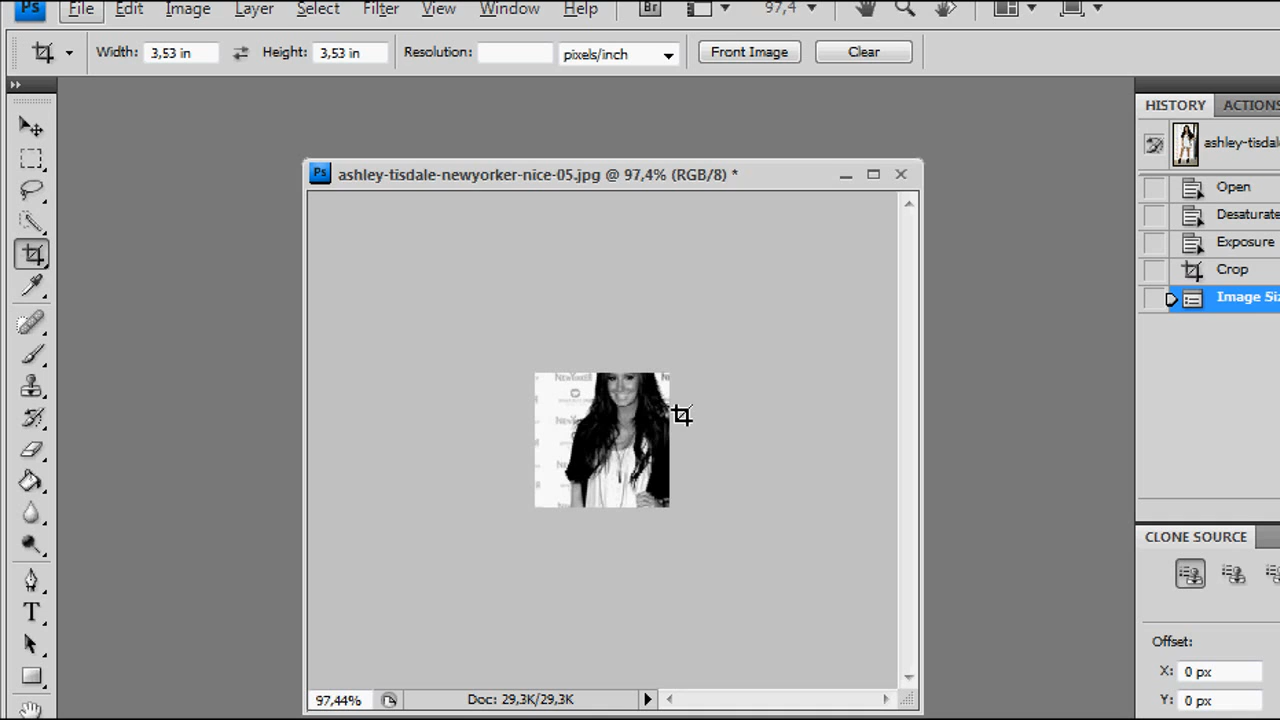 Ps File Edit Image Layer Select Filter View Window Help Br 97,4
Width: 3,53 in Height: 3,53 in Resolution: pixels/inch Front Image Clear
HISTORY ACTIONS
ashley-tisdale
Ps ashley-tisdale-newyorker-nice-05.jpg @ 97,4% (RGB/8) *
Open
Desaturate
Exposure
Crop
Image Siz
T
97,44% Doc: 29,3K/29,3K
CLONE SOURCE
Offset:
X: 0 px
Y: 0 px